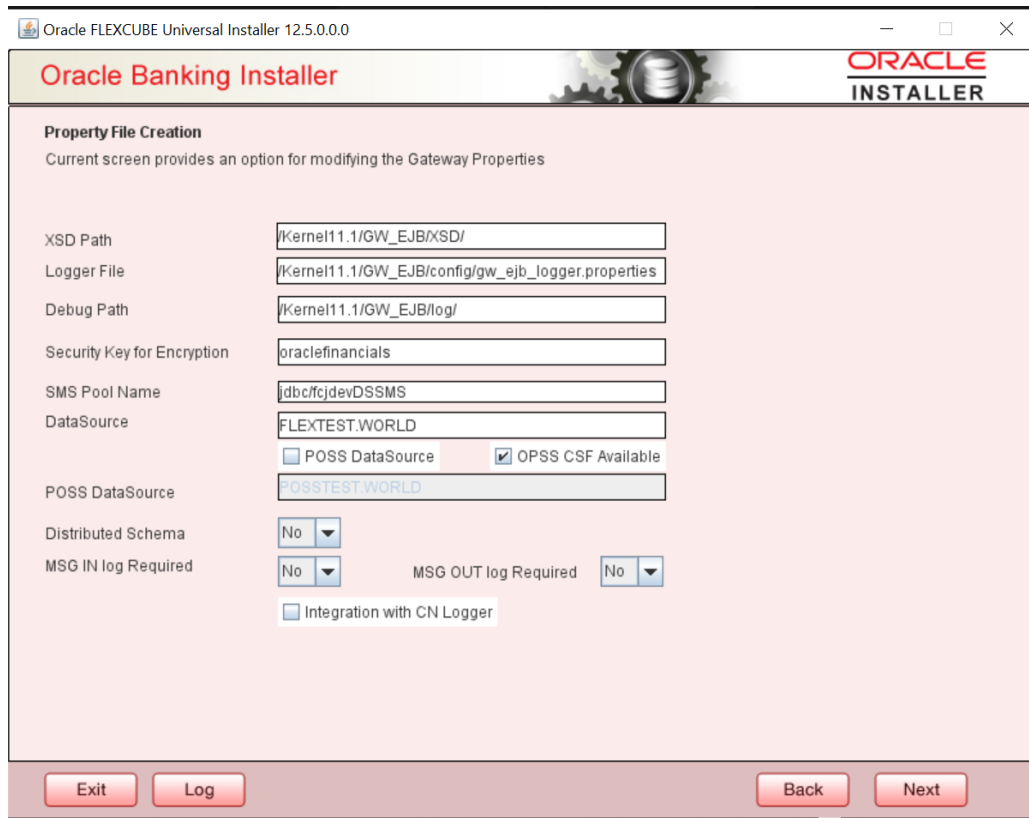 Oracle FLEXCUBE Universal Installer 12.5.0.0.0
Oracle Banking Installer
ORACLE
INSTALLER
Property File Creation
Current screen provides an option for modifying the Gateway Properties
XSD Path /Kernel11.1/GW_EJB/XSD/
Logger File /Kernel11.1/GW_EJB/config/gw_ejb_logger.properties
Debug Path /Kernel11.1/GW_EJB/log/
Security Key for Encryption oraclefinancials
SMS Pool Name jdbc/fcjdevDSSMS
DataSource FLEXTEST.WORLD
POSS DataSource OPSS CSF Available
POSS DataSource POSSTEST.WORLD
Distributed Schema No
MSG IN log Required No MSG OUT log Required No
Integration with CN Logger
Exit Log Back Next